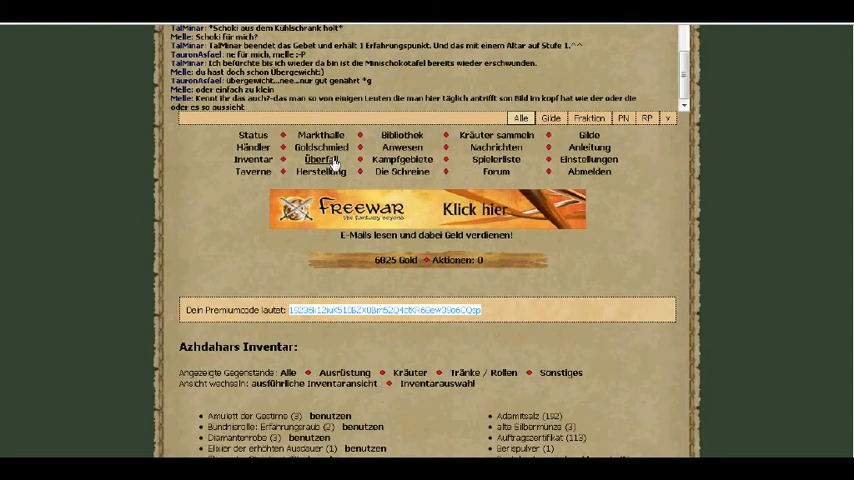 TalMinar: *Schoki aus dem Kühlschrank holt*
Melle: Schoki für mich?
TalMinar: TalMinar beendet das Gebet und erhält 1 Erfahrungspunkt. Und das mit einem Altar auf Stufe 1.^^
TauronAsfael: ne für mich, melle :-P
TalMinar: Ich befürchte bis ich wieder da bin ist die Minischokotafel bereits wieder erschwunden.
Melle: du hast doch schon Übergewicht:)
TauronAsfael: übergewicht...nee...nur gut genährt *g
Melle: oder einfach zu klein
Melle: Kennt ihr das auch?-das man so von einigen Leuten die man hier täglich antrifft son Bild im kopf hat wie der oder die
oder es so aussieht
Alle Gilde Fraktion PN RP v
Status Markthalle Bibliothek Kräuter sammeln Gilde
Händler Goldschmied Anwesen Nachrichten Anleitung
Inventar Überfall Kampfgebiete Spielerliste Einstellungen
Taverne Herstellung Die Schreine Forum Abmelden
FREEWAR Klick hier
the fantasy beyond
E-Mails lesen und dabei Geld verdienen!
6825 Gold Aktionen: 0
Dein Premiumcode lautet:
Azhdahars Inventar:
Angezeigte Gegenstände: Alle Ausrüstung Kräuter Tränke / Rollen Sonstiges
Ansicht wechseln: ausführliche Inventaransicht Inventarauswahl
Amulett der Gestirne (3) benutzen Adamitsalz (192)
Bündnisrolle: Erfahrungsraub (2) benutzen alte Silbermünze (3)
Diamantenrobe (3) benutzen Auftragszertifikat (113)
Elixier der erhöhten Ausdauer (1) benutzen Berispulver (1)